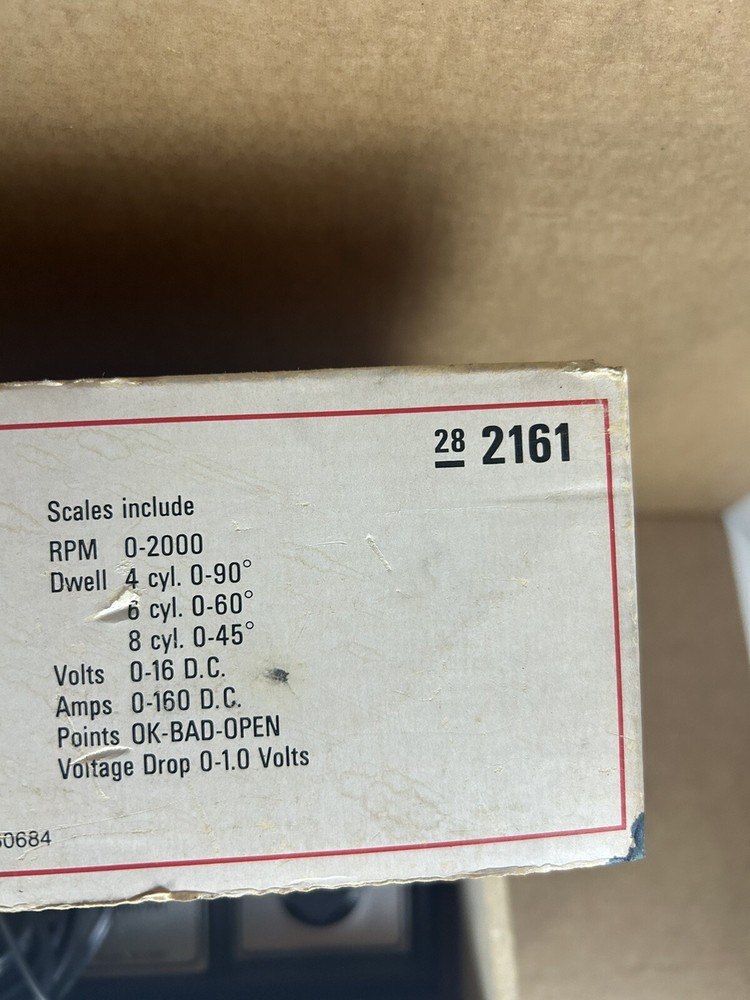 28 2161
Scales include
RPM 0-2000
Dwell 4 cyl. 0-90°
6 cyl. 0-60°
8 cyl. 0-45°
Volts 0-16 D.C.
Amps 0-160 D.C.
Points OK-BAD-OPEN
Voltage Drop 0-1.0 Volts
0684